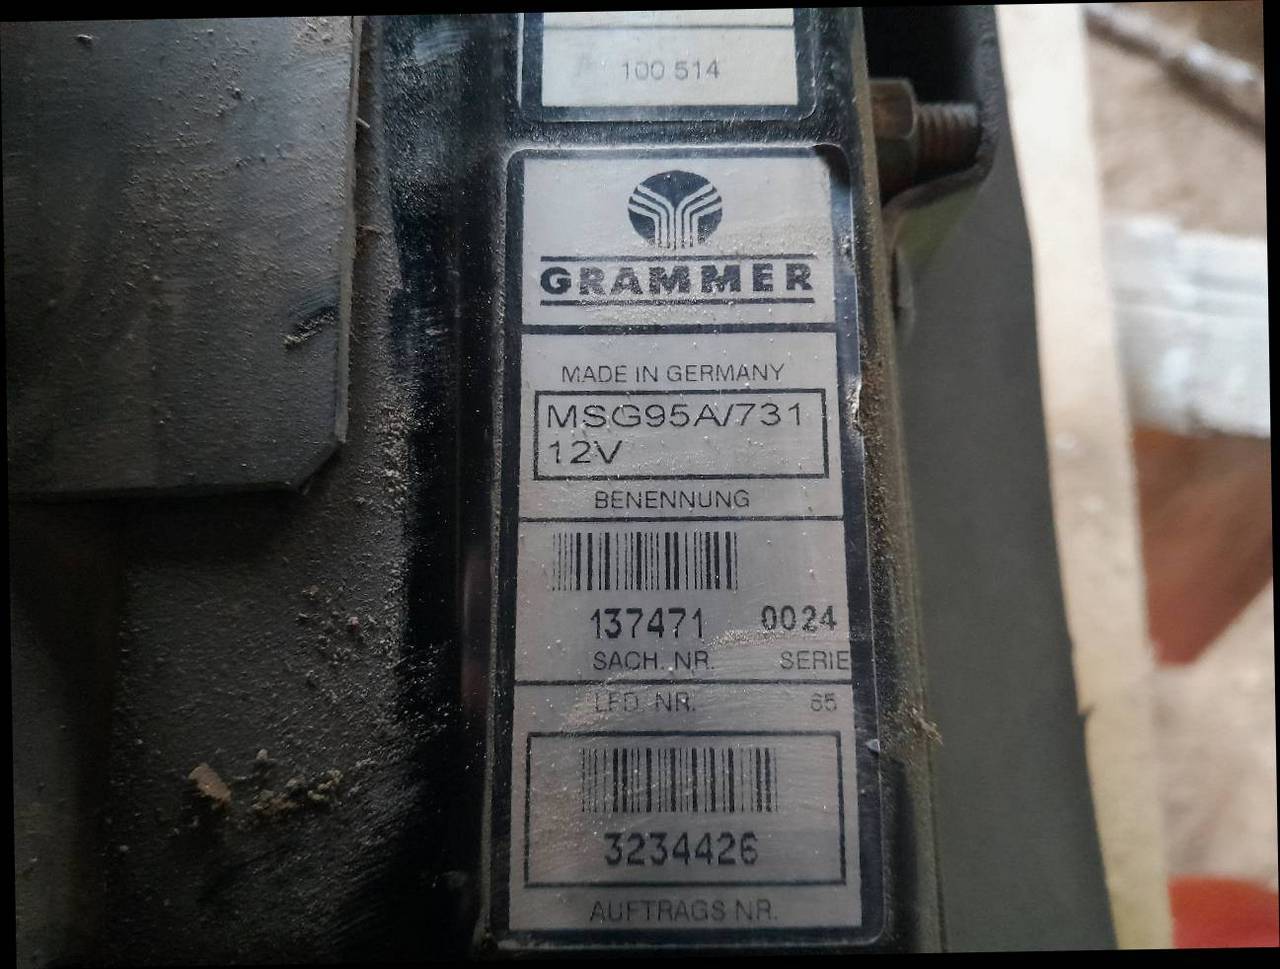 100 514
GRAMMER
MADE IN GERMANY
MSG95A/731
12V
BENENNUNG
137471 0024
SACH. NR. SERIE
LFD. NR. 65
3234426
AUFTRAGS NR.